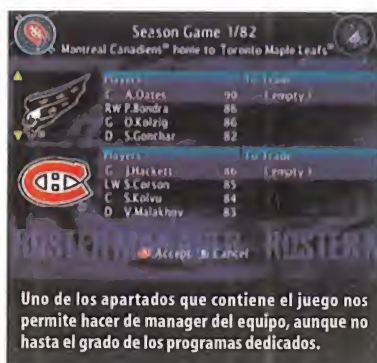 Season Game 1/82
Montreal Canadiens® home to Toronto Maple Leafs®
Players To Trade
C A.Oates 90 (empty)
RW P.Bondra 86
G O.Kolzig 86
D S.Gonchar 82
Players To Trade
G J.Hackett 86 (empty)
LW S.Corson 85
C S.Koivu 84
D V.Malakhov 83
ROSTER MANAGER ROSTER M
Accept Cancel
Uno de los apartados que contiene el juego nos
permite hacer de manager del equipo, aunque no
hasta el grado de los programas dedicados.